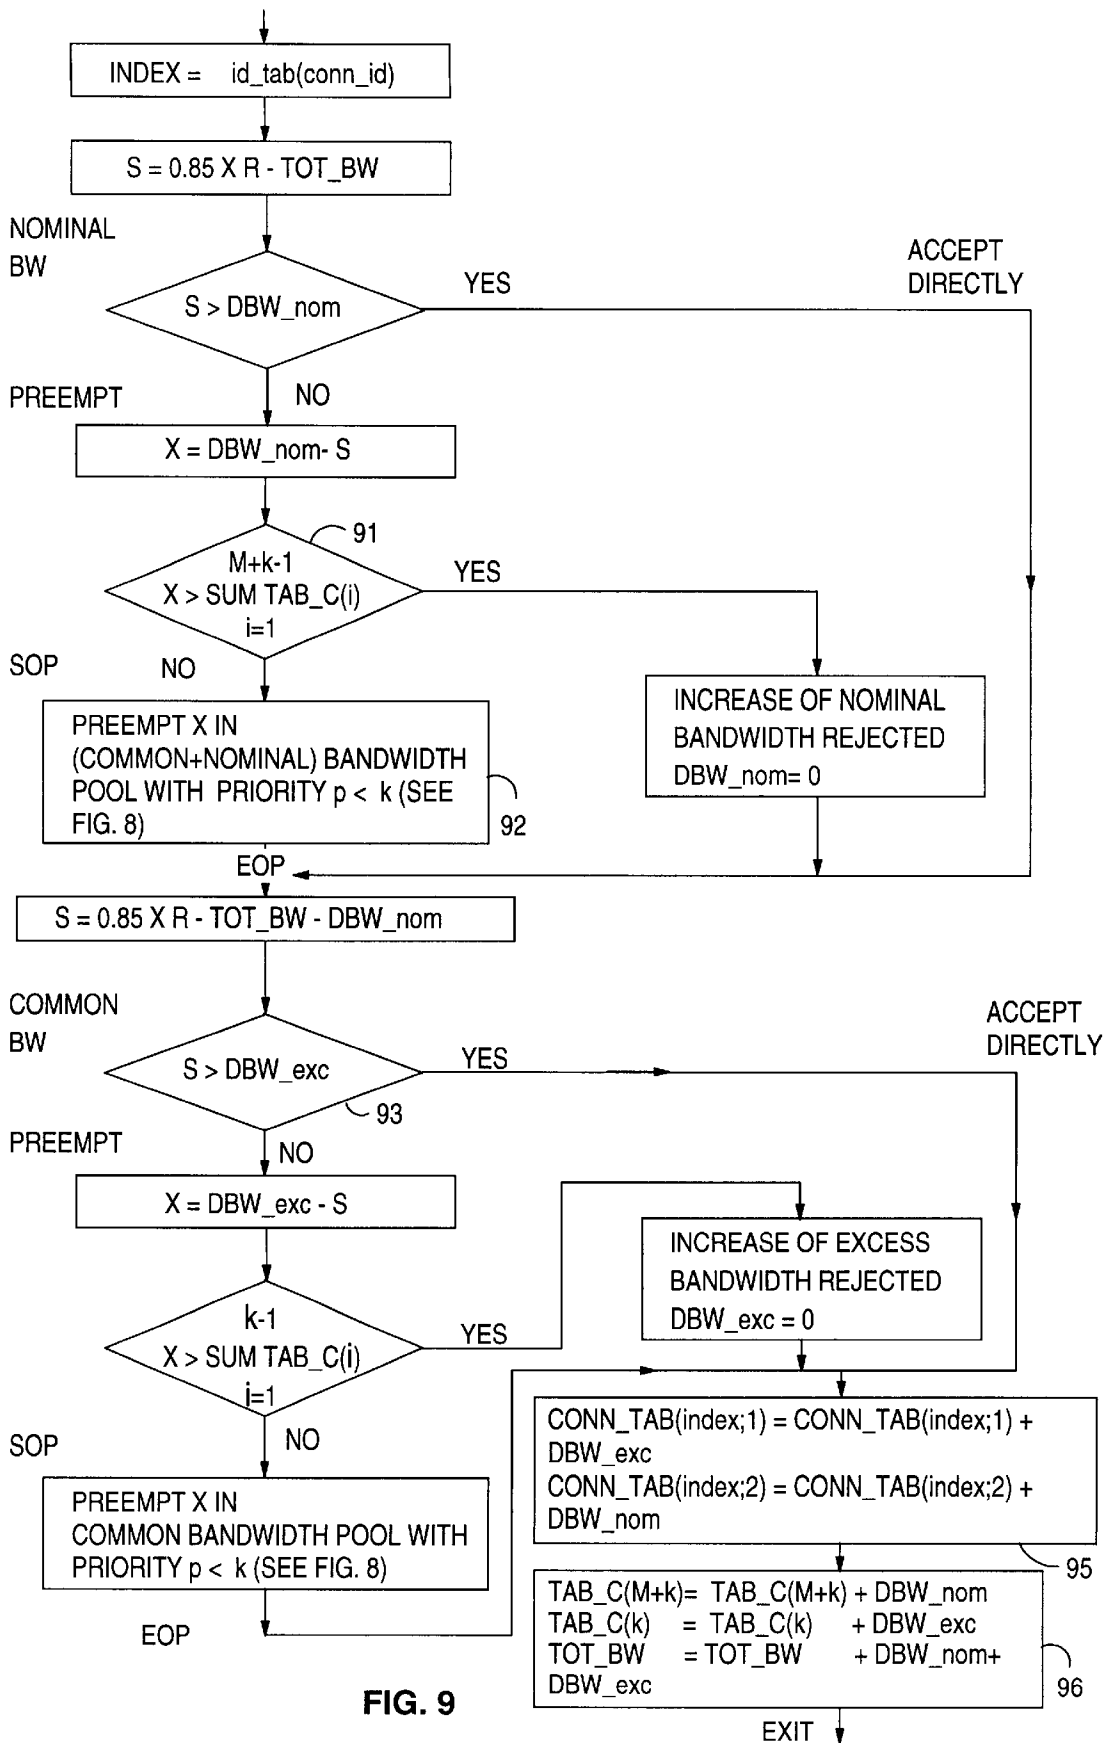 INDEX = id_tab(conn_id)
S = 0.85 X R - TOT_BW
NOMINAL
BW
S > DBW_nom
YES
ACCEPT
DIRECTLY
NO
PREEMPT
X = DBW_nom- S
91
M+k-1
X > SUM TAB_C(i)
i=1
YES
SOP
NO
PREEMPT X IN
(COMMON+NOMINAL) BANDWIDTH
POOL WITH PRIORITY p < k (SEE
FIG. 8)
92
INCREASE OF NOMINAL
BANDWIDTH REJECTED
DBW_nom= 0
EOP
S = 0.85 X R - TOT_BW - DBW_nom
COMMON
BW
S > DBW_exc
YES
93
ACCEPT
DIRECTLY
PREEMPT
NO
X = DBW_exc - S
INCREASE OF EXCESS
BANDWIDTH REJECTED
DBW_exc = 0
k-1
X > SUM TAB_C(i)
i=1
YES
SOP
NO
PREEMPT X IN
COMMON BANDWIDTH POOL WITH
PRIORITY p < k (SEE FIG. 8)
EOP
CONN_TAB(index;1) = CONN_TAB(index;1) +
DBW_exc
CONN_TAB(index;2) = CONN_TAB(index;2) +
DBW_nom
95
TAB_C(M+k)= TAB_C(M+k) + DBW_nom
TAB_C(k) = TAB_C(k) + DBW_exc
TOT_BW = TOT_BW + DBW_nom+
DBW_exc
96
FIG. 9
EXIT